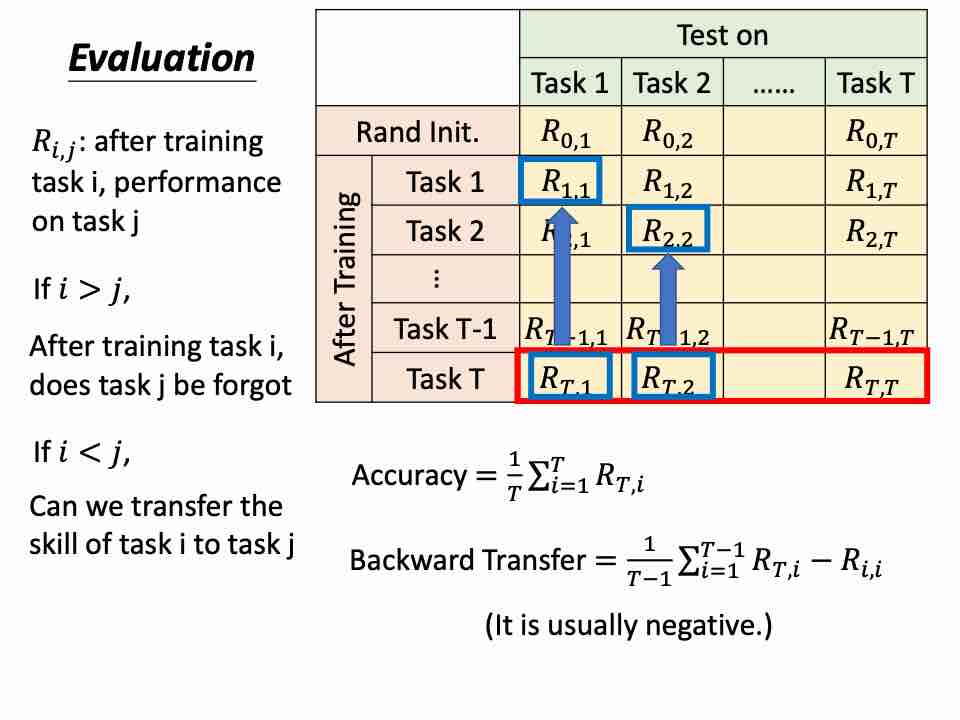 Evaluation
R_{i,j}: after training
task i, performance
on task j
If i > j,
After training task i,
does task j be forgot
If i < j,
Can we transfer the
skill of task i to task j
Test on
Task 1 Task 2 …… Task T
Rand Init. R_{0,1} R_{0,2} R_{0,T}
After Training
Task 1 R_{1,1} R_{1,2} R_{1,T}
Task 2 R_{2,1} R_{2,2} R_{2,T}
⋮
Task T-1 R_{T−1,1} R_{T−1,2} R_{T−1,T}
Task T R_{T,1} R_{T,2} R_{T,T}
Accuracy = \frac{1}{T} \sum_{i=1}^{T} R_{T,i}
Backward Transfer = \frac{1}{T−1} \sum_{i=1}^{T−1} R_{T,i} − R_{i,i}
(It is usually negative.)